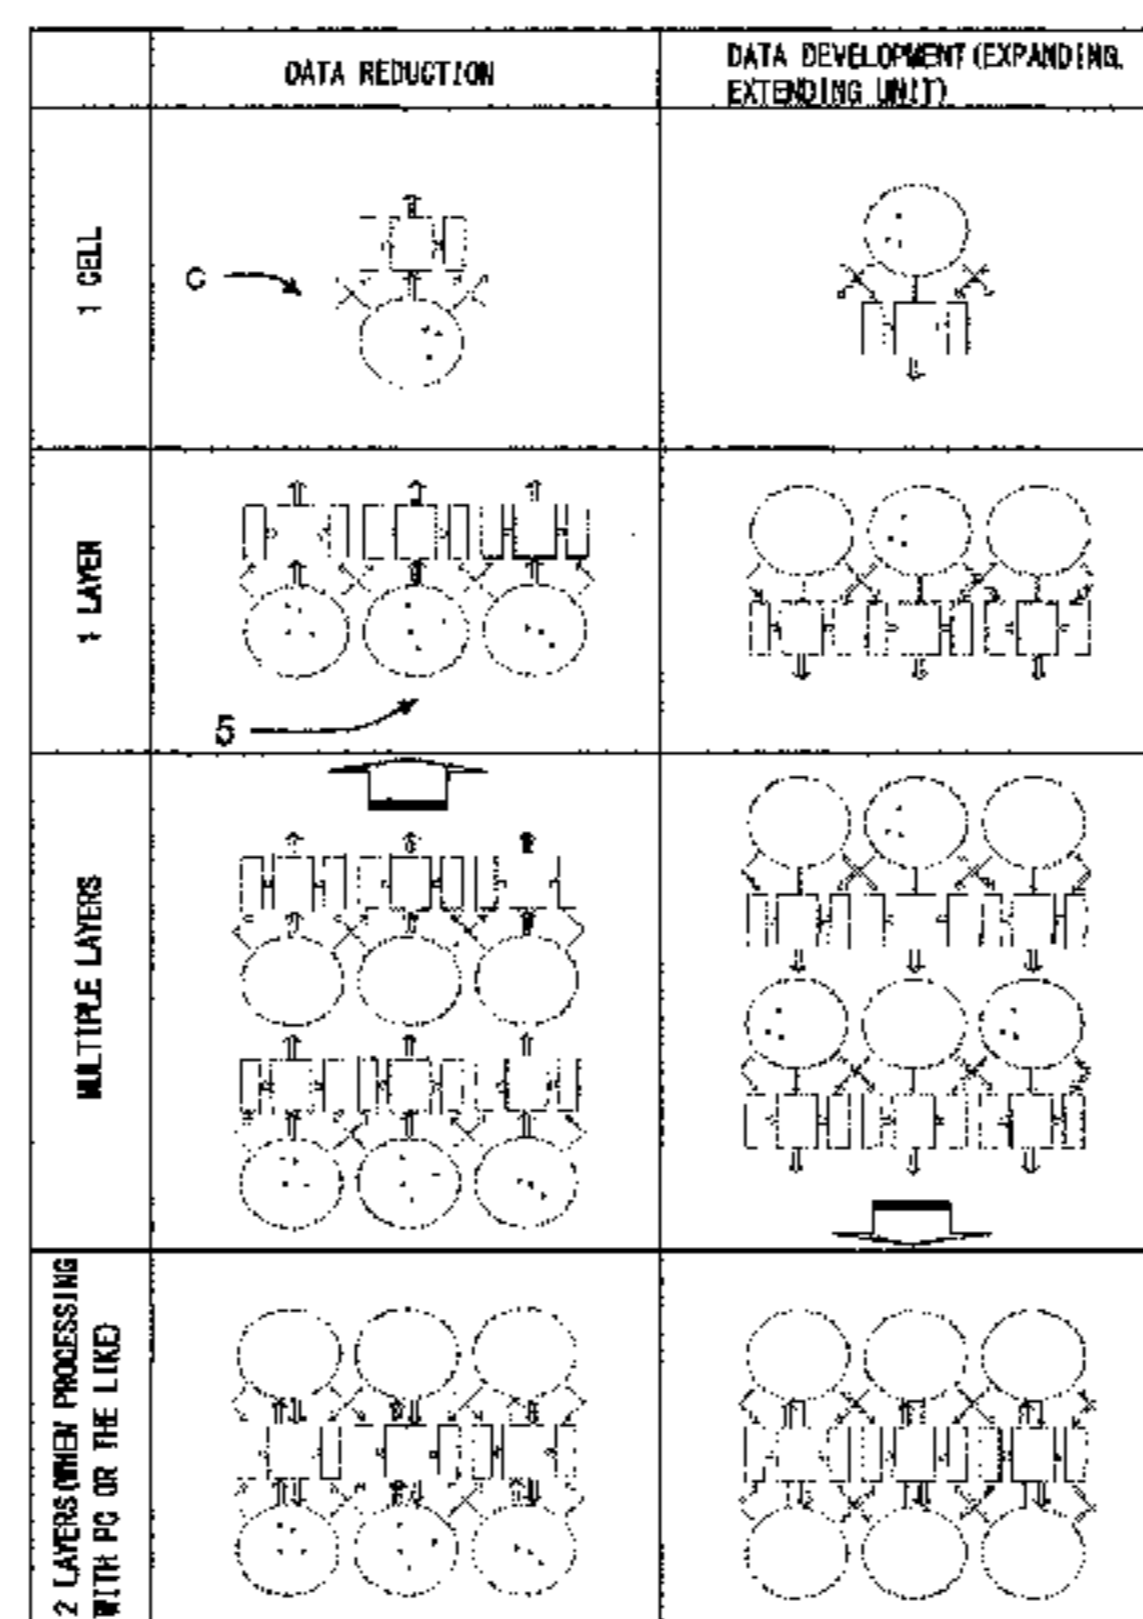 DATA REDUCTION
DATA DEVELOPMENT(EXPANDING,
EXTENDING UNIT)
1 CELL
C
1 LAYER
5
MULTIPLE LAYERS
2 LAYERS(WHEN PROCESSING
WITH PC OR THE LIKE)